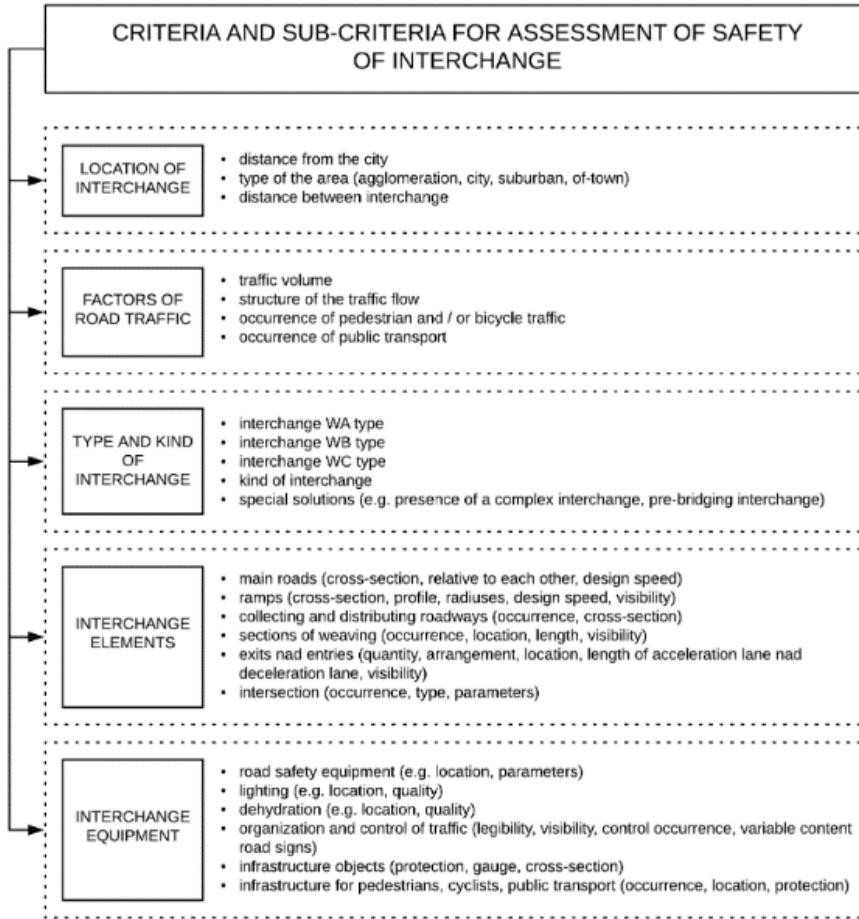 CRITERIA AND SUB-CRITERIA FOR ASSESSMENT OF SAFETY
OF INTERCHANGE
LOCATION OF
INTERCHANGE
• distance from the city
• type of the area (agglomeration, city, suburban, of-town)
• distance between interchange
FACTORS OF
ROAD TRAFFIC
• traffic volume
• structure of the traffic flow
• occurrence of pedestrian and / or bicycle traffic
• occurrence of public transport
TYPE AND KIND
OF
INTERCHANGE
• interchange WA type
• interchange WB type
• interchange WC type
• kind of interchange
• special solutions (e.g. presence of a complex interchange, pre-bridging interchange)
INTERCHANGE
ELEMENTS
• main roads (cross-section, relative to each other, design speed)
• ramps (cross-section, profile, radiuses, design speed, visibility)
• collecting and distributing roadways (occurrence, cross-section)
• sections of weaving (occurrence, location, length, visibility)
• exits nad entries (quantity, arrangement, location, length of acceleration lane nad
deceleration lane, visibility)
• intersection (occurrence, type, parameters)
INTERCHANGE
EQUIPMENT
• road safety equipment (e.g. location, parameters)
• lighting (e.g. location, quality)
• dehydration (e.g. location, quality)
• organization and control of traffic (legibility, visibility, control occurrence, variable content
road signs)
• infrastructure objects (protection, gauge, cross-section)
• infrastructure for pedestrians, cyclists, public transport (occurrence, location, protection)